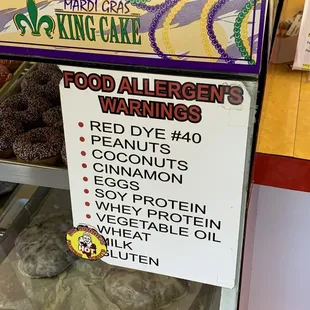 MARDI GRAS
KING CAKE
FOOD ALLERGEN'S
WARNINGS
• RED DYE #40
• PEANUTS
• COCONUTS
• CINNAMON
• EGGS
• SOY PROTEIN
• WHEY PROTEIN
• VEGETABLE OIL
• WHEAT
MILK
GLUTEN
HOT